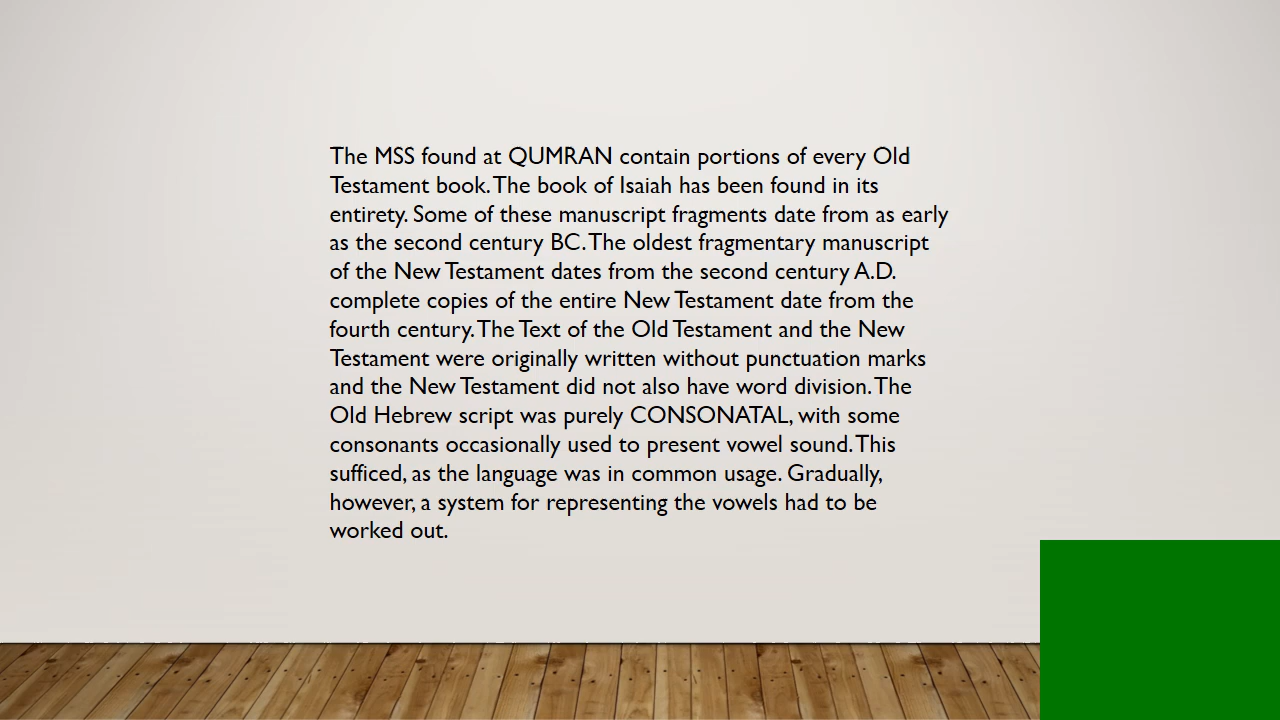 The MSS found at QUMRAN contain portions of every Old
Testament book. The book of Isaiah has been found in its
entirety. Some of these manuscript fragments date from as early
as the second century BC. The oldest fragmentary manuscript
of the New Testament dates from the second century A.D.
complete copies of the entire New Testament date from the
fourth century. The Text of the Old Testament and the New
Testament were originally written without punctuation marks
and the New Testament did not also have word division. The
Old Hebrew script was purely CONSONATAL, with some
consonants occasionally used to present vowel sound. This
sufficed, as the language was in common usage. Gradually,
however, a system for representing the vowels had to be
worked out.